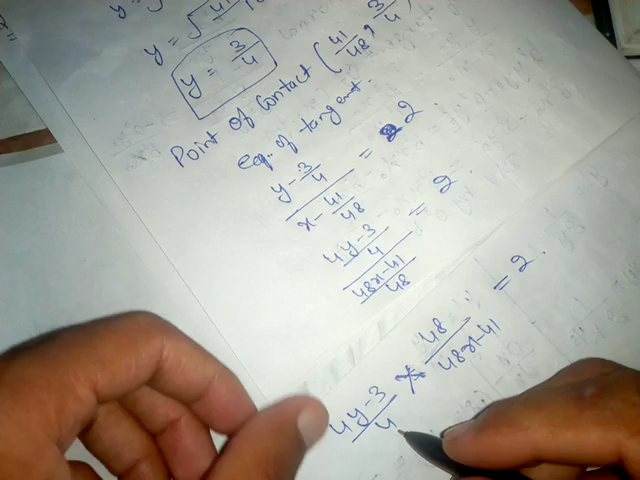 y = 3/4
Point of Contact (41/48, 3/4)
eqn of tangent.
(y - 3/4)/(x - 41/48) = 2
((4y - 3)/4)/((48x - 41)/48) = 2
(4y - 3)/4 × 48/(48x - 41) = 2.